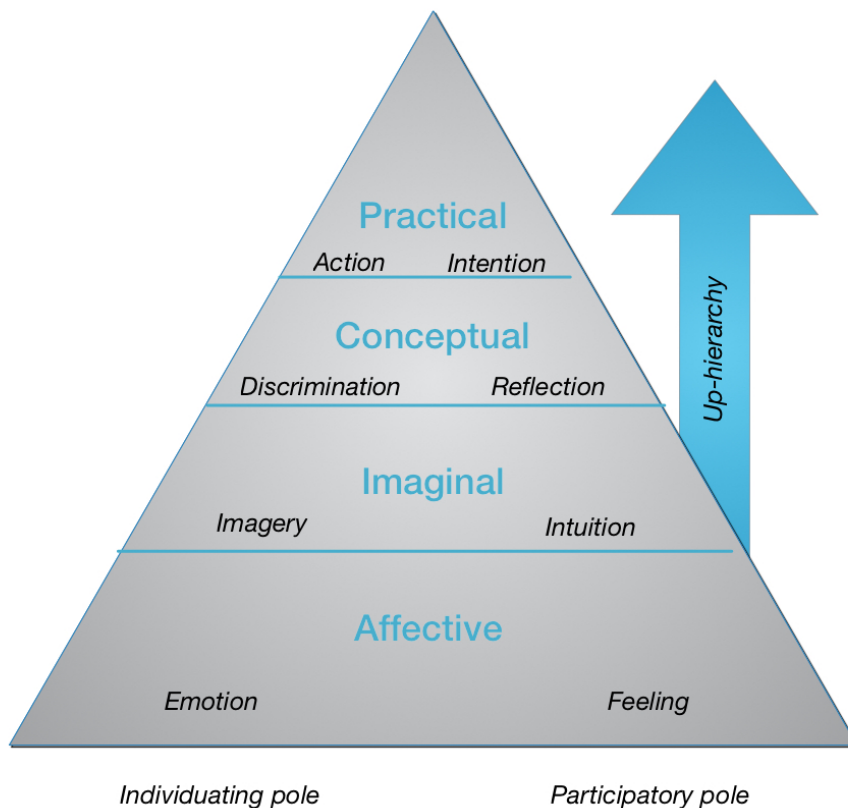 Practical
Action Intention
Conceptual
Discrimination Reflection
Up-hierarchy
Imaginal
Imagery Intuition
Affective
Emotion Feeling
Individuating pole Participatory pole